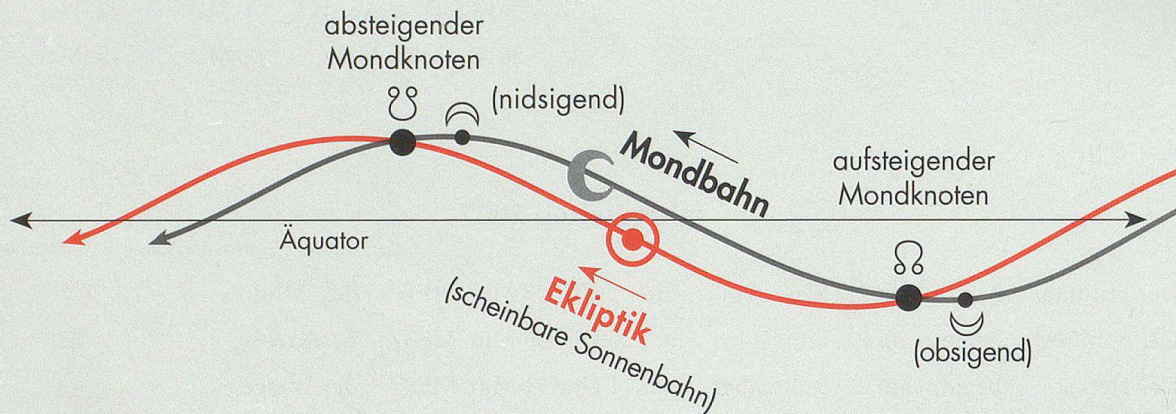 absteigender
Mondknoten
☋
(nidsigend)
Mondbahn
aufsteigender
Mondknoten
Äquator
☊
Ekliptik
(scheinbare Sonnenbahn)
(obsigend)